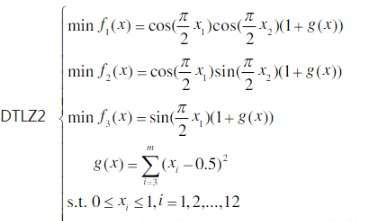 min f₁(x) = cos(π/2 x₁)cos(π/2 x₂)(1 + g(x))
min f₂(x) = cos(π/2 x₁)sin(π/2 x₂)(1 + g(x))
DTLZ2
min f₃(x) = sin(π/2 x₁)(1 + g(x))
g(x) = ∑_{i=3}^{m} (xᵢ − 0.5)²
s.t. 0 ≤ xᵢ ≤ 1, i = 1, 2, ..., 12